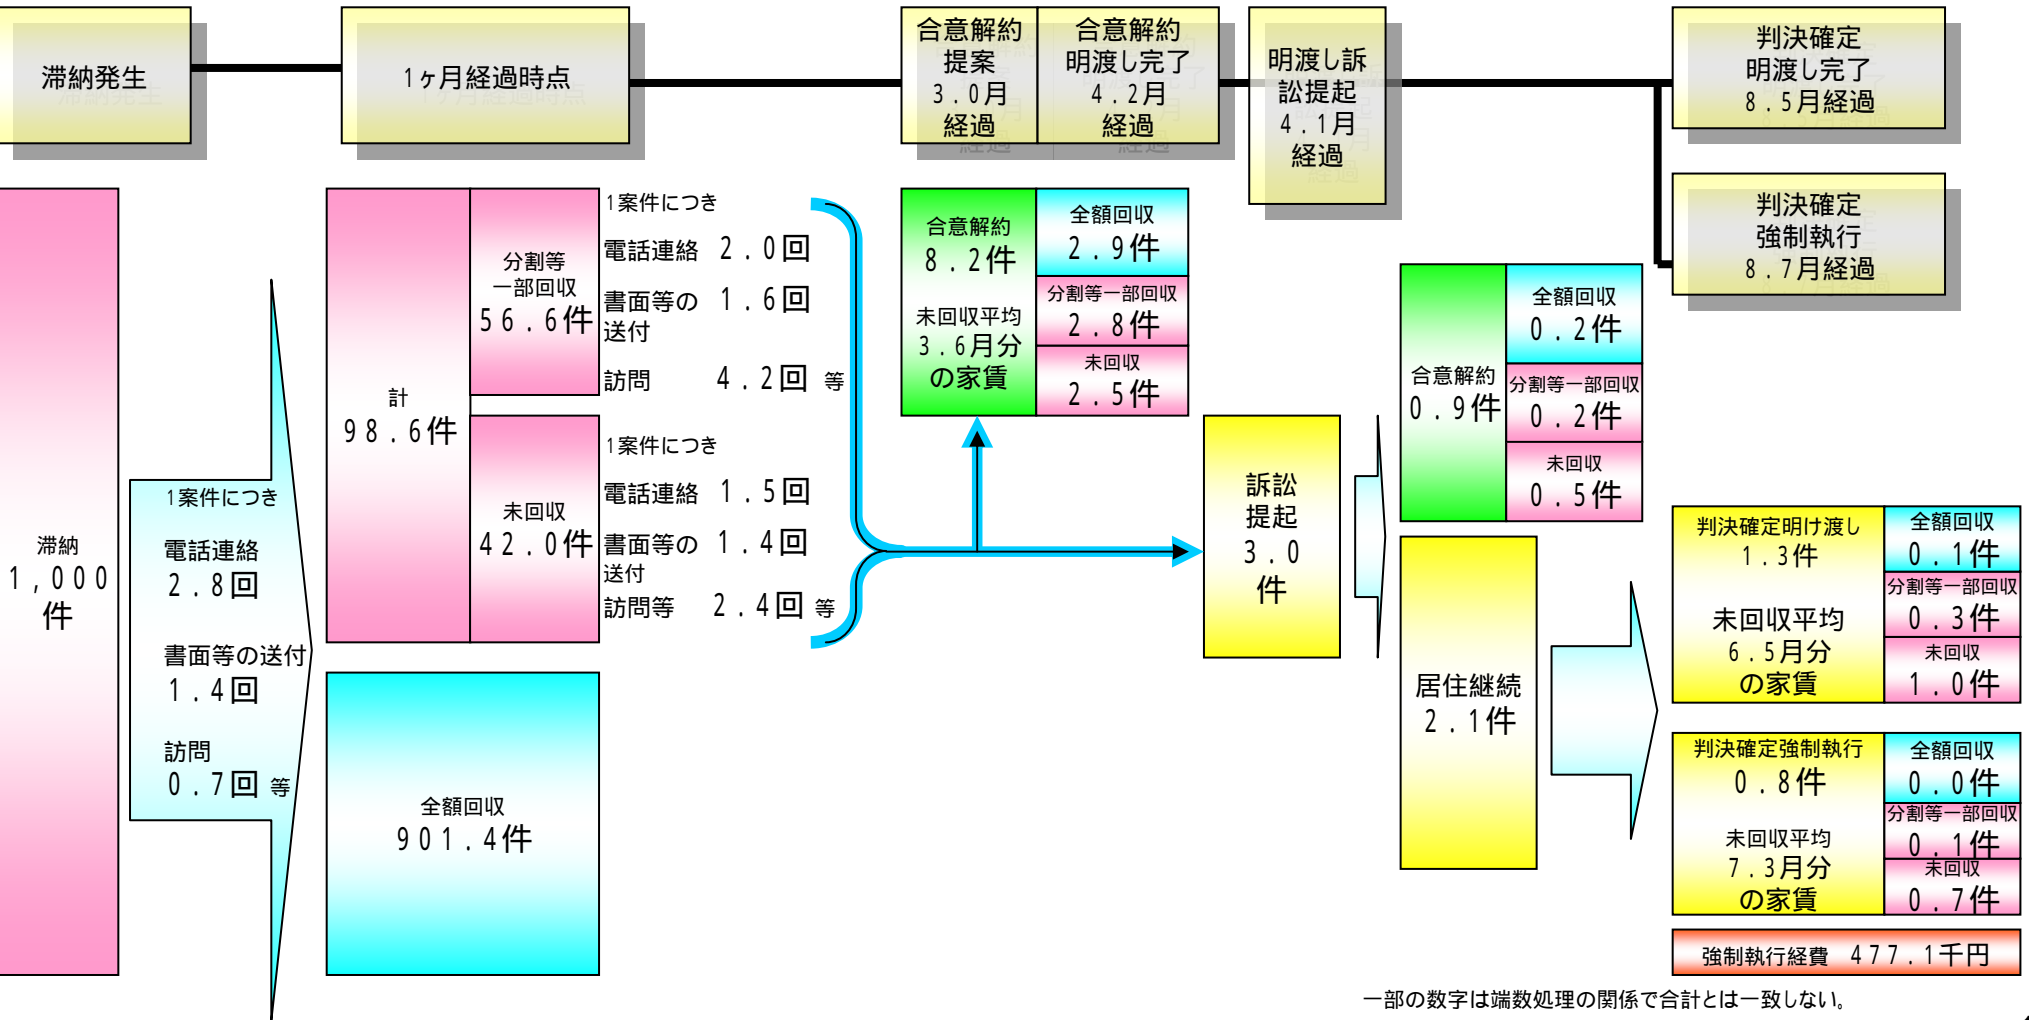 滞納発生
1ヶ月経過時点
合意解約
提案
3.0月
経過
合意解約
明渡し完了
4.2月
経過
明渡し訴
訟提起
4.1月
経過
判決確定
明渡し完了
8.5月経過
判決確定
強制執行
8.7月経過
滞納
1,000
件
1案件につき
電話連絡
2.8回
書面等の送付
1.4回
訪問
0.7回 等
計
98.6件
分割等
一部回収
56.6件
未回収
42.0件
全額回収
901.4件
1案件につき
電話連絡 2.0回
書面等の 1.6回
送付
訪問 4.2回 等
1案件につき
電話連絡 1.5回
書面等の 1.4回
送付
訪問等 2.4回 等
合意解約
8.2件
未回収平均
3.6月分
の家賃
全額回収
2.9件
分割等一部回収
2.8件
未回収
2.5件
訴訟
提起
3.0
件
合意解約
0.9件
全額回収
0.2件
分割等一部回収
0.2件
未回収
0.5件
居住継続
2.1件
判決確定明け渡し
1.3件
未回収平均
6.5月分
の家賃
全額回収
0.1件
分割等一部回収
0.3件
未回収
1.0件
判決確定強制執行
0.8件
未回収平均
7.3月分
の家賃
全額回収
0.0件
分割等一部回収
0.1件
未回収
0.7件
強制執行経費 477.1千円
一部の数字は端数処理の関係で合計とは一致しない。